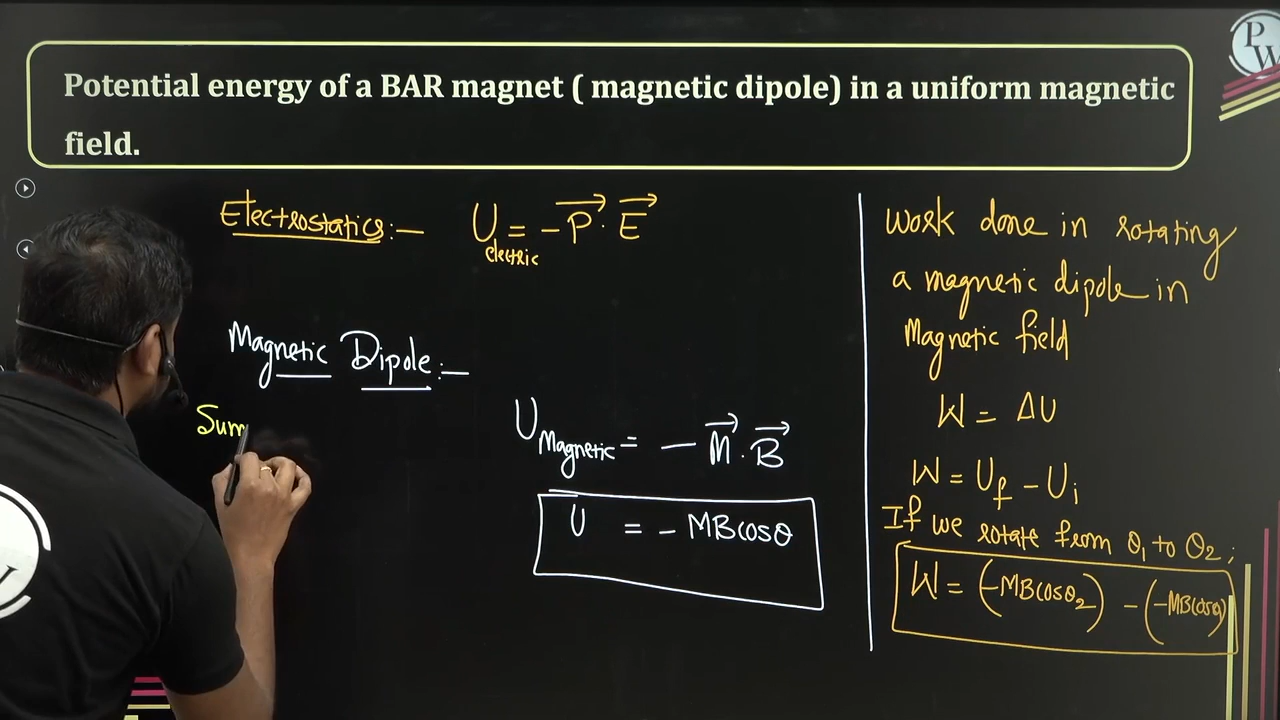 Potential energy of a BAR magnet ( magnetic dipole) in a uniform magnetic
field.
PW
Electrostatics:— U electric = −P⃗ · E⃗
Magnetic Dipole:—
Sum
U Magnetic = − M⃗ · B⃗
U = − MBcosθ
Work done in rotating
a magnetic dipole in
Magnetic field
W = ΔU
W = Uf − Ui
If we rotate from θ1 to θ2;
W = (−MBcosθ2) − (−MBcosθ)
W